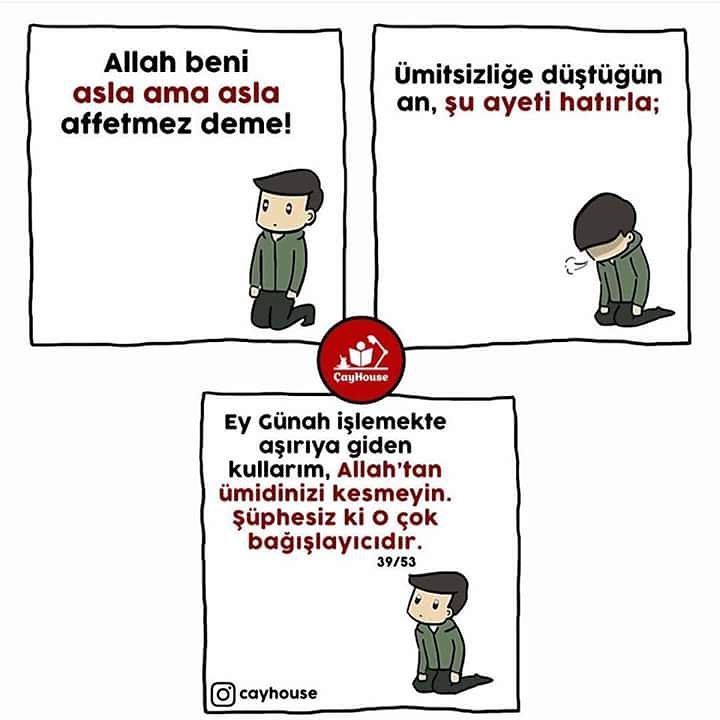 Allah beni
asla ama asla
affetmez deme!
Ümitsizliğe düştüğün
an, şu ayeti hatırla;
ÇayHouse
Ey Günah işlemekte
aşırıya giden
kullarım, Allah'tan
ümidinizi kesmeyin.
Şüphesiz ki O çok
bağışlayıcıdır.
39/53
cayhouse